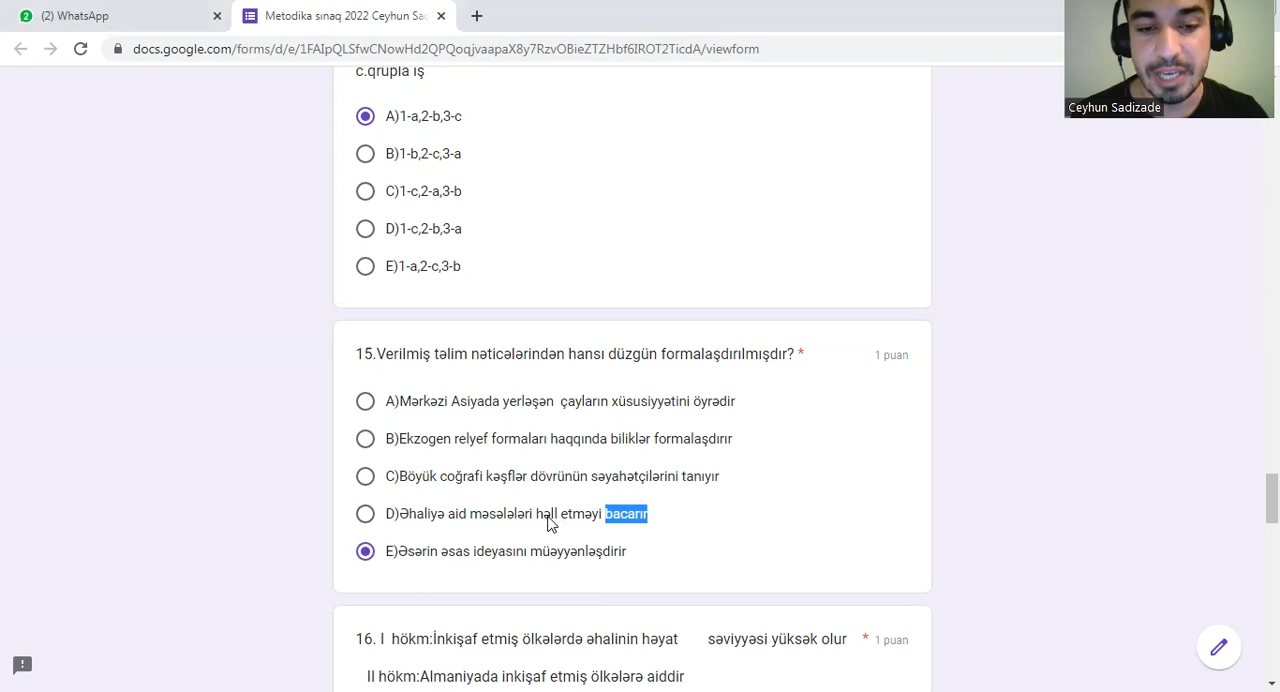 (2) WhatsApp
Metodika sınaq 2022 Ceyhun Sa
docs.google.com/forms/d/e/1FAIpQLSfwCNowHd2QPQoqjvaapaX8y7RzvOBieZTZHbf6IROT2TicdA/viewform
Ceyhun Sadizade
c.qrupla iş
A)1-a,2-b,3-c
B)1-b,2-c,3-a
C)1-c,2-a,3-b
D)1-c,2-b,3-a
E)1-a,2-c,3-b
15.Verilmiş təlim nəticələrindən hansı düzgün formalaşdırılmışdır? * 1 puan
A)Mərkəzi Asiyada yerləşən çayların xüsusiyyətini öyrədir
B)Ekzogen relyef formaları haqqında biliklər formalaşdırır
C)Böyük coğrafi kəşflər dövrünün səyahətçilərini tanıyır
D)Əhaliyə aid məsələləri həll etməyi bacarır
E)Əsərin əsas ideyasını müəyyənləşdirir
16. I hökm:İnkişaf etmiş ölkələrdə əhalinin həyat səviyyəsi yüksək olur * 1 puan
II hökm:Almaniyada inkişaf etmiş ölkələrə aiddir